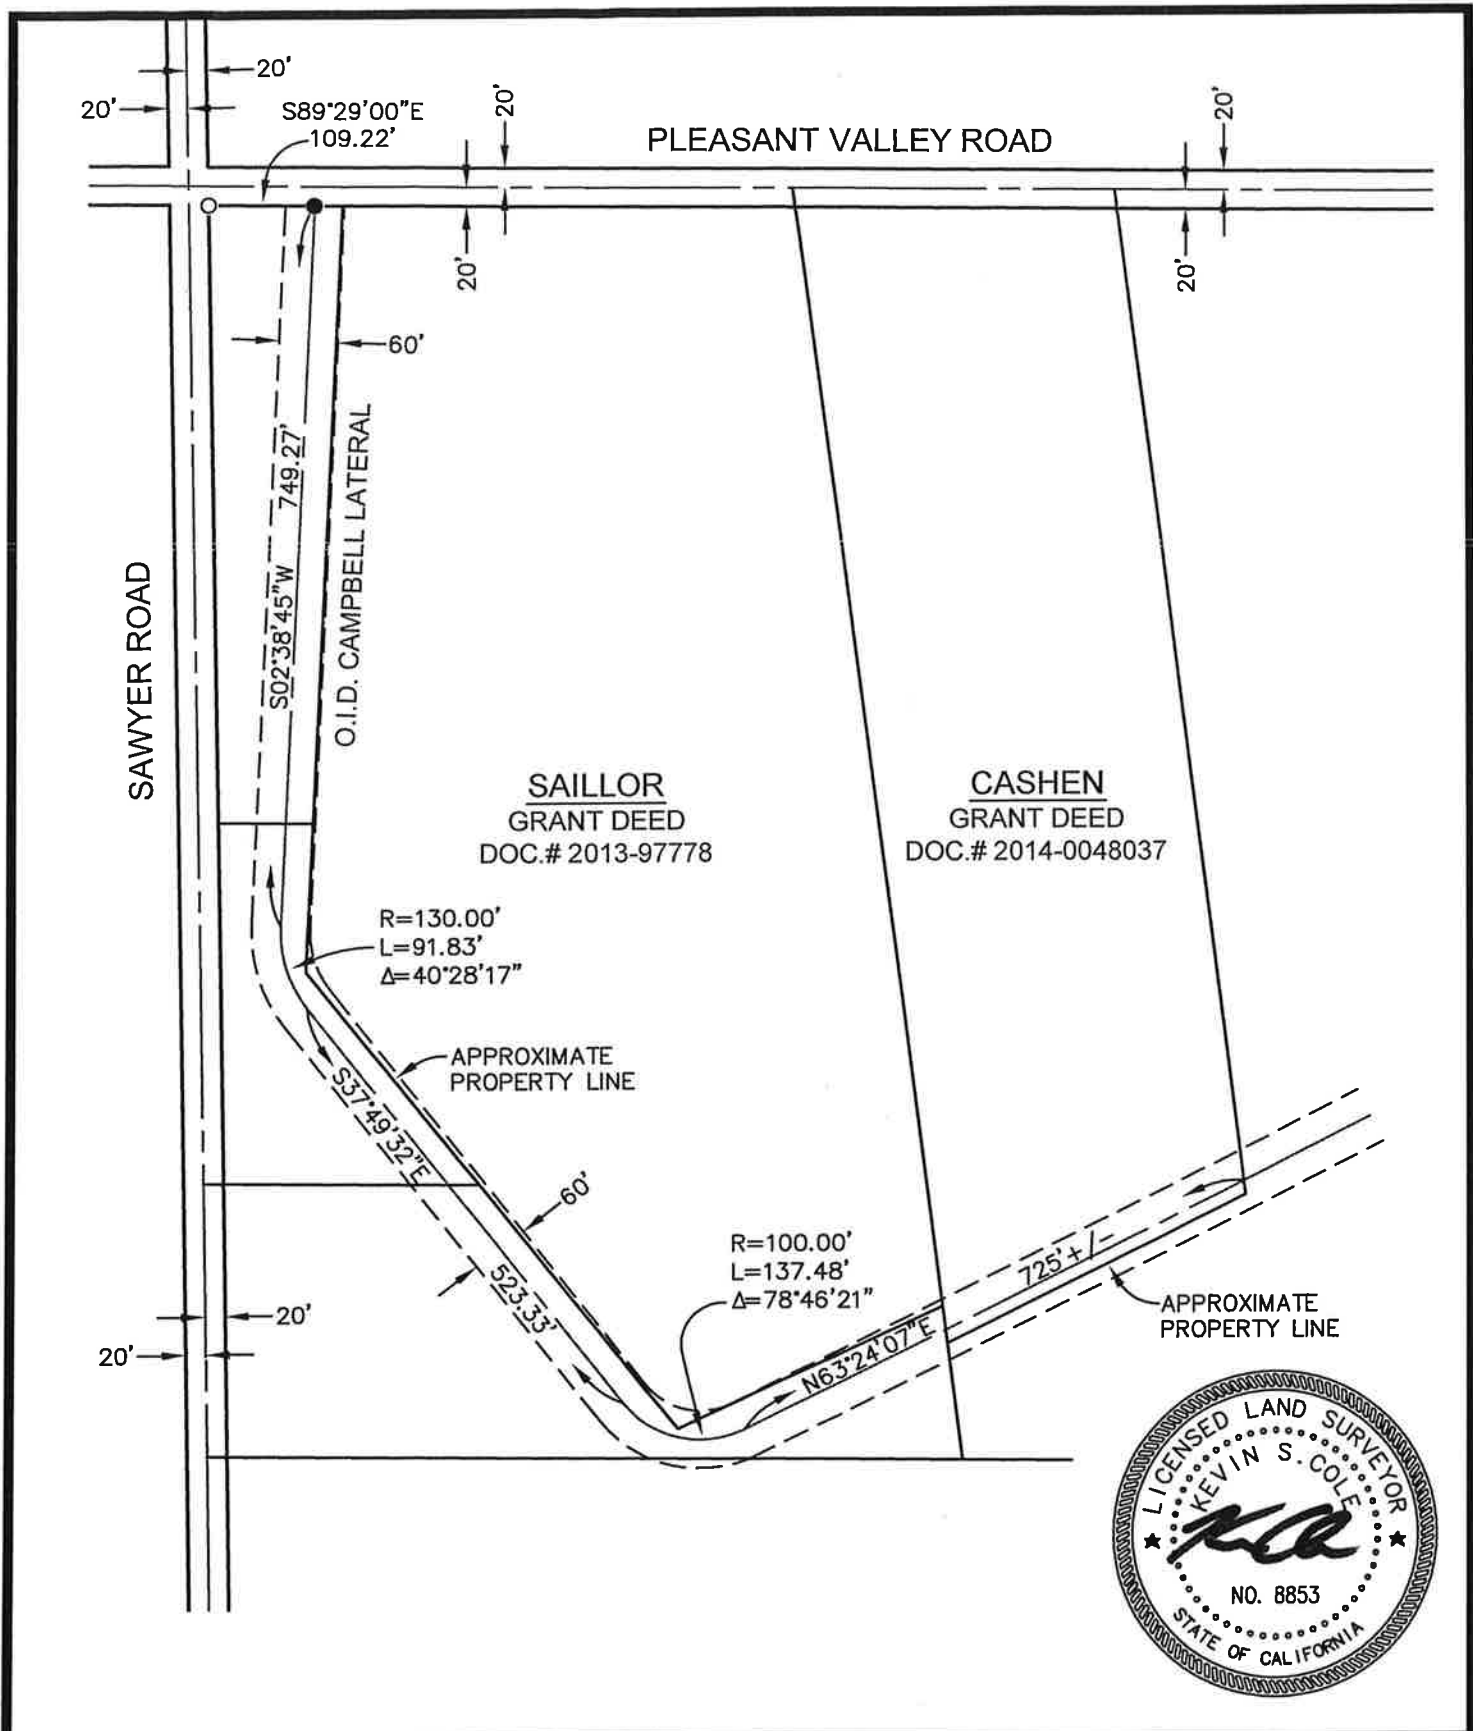 20'
20'
S89°29'00"E
109.22'
20'
PLEASANT VALLEY ROAD
20'
20'
20'
60'
S02°38'45"W 749.27'
O.I.D. CAMPBELL LATERAL
SAWYER ROAD
SAILLOR
GRANT DEED
DOC.# 2013-97778
CASHEN
GRANT DEED
DOC.# 2014-0048037
R=130.00'
L=91.83'
Δ=40°28'17"
APPROXIMATE
PROPERTY LINE
S37°49'32"E
523.33'
60'
R=100.00'
L=137.48'
Δ=78°46'21"
N63°24'07"E
725'+/-
APPROXIMATE
PROPERTY LINE
20'
20'
LICENSED LAND SURVEYOR
KEVIN S. COLE
NO. 8853
STATE OF CALIFORNIA